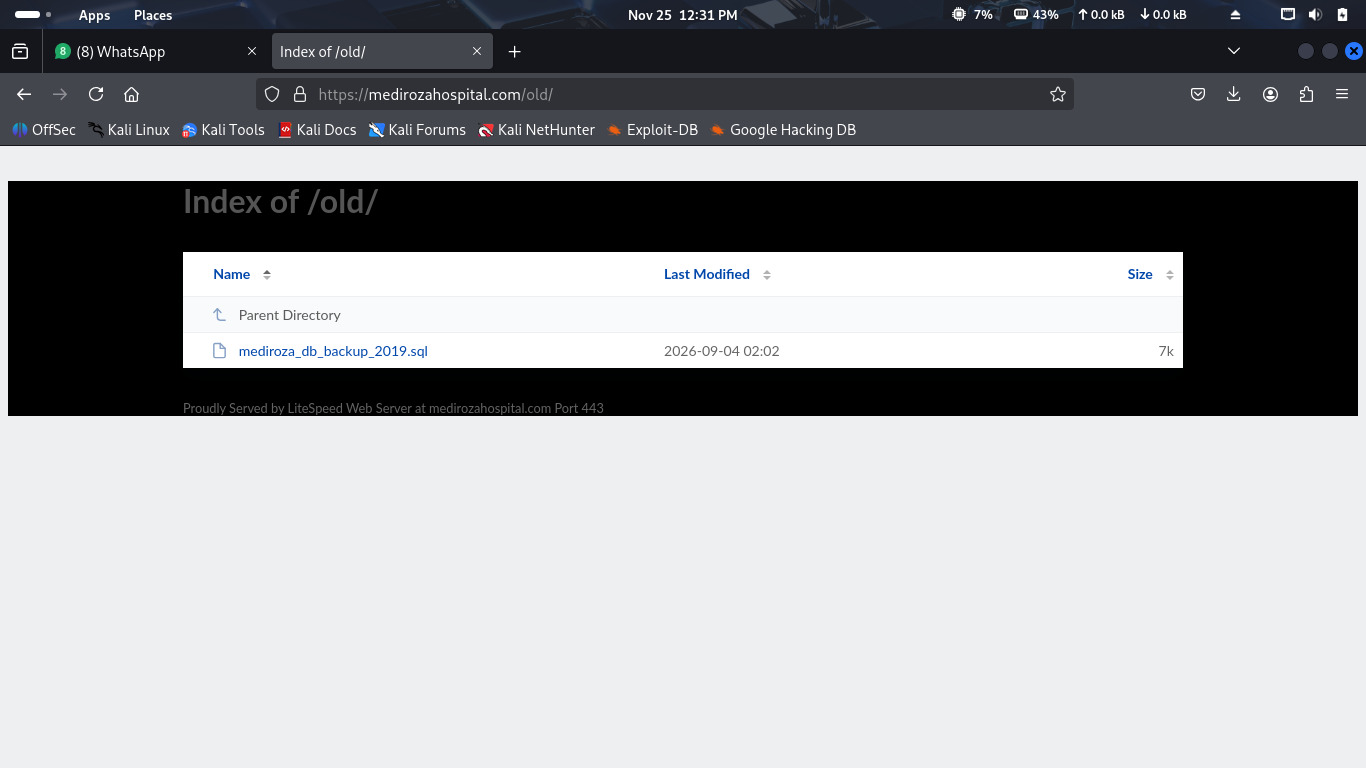 Apps Places Nov 25 12:31 PM 7% 43% 0.0 kB 0.0 kB
8 (8) WhatsApp Index of /old/
https://medirozahospital.com/old/
OffSec Kali Linux Kali Tools Kali Docs Kali Forums Kali NetHunter Exploit-DB Google Hacking DB
Index of /old/
Name Last Modified Size
Parent Directory
mediroza_db_backup_2019.sql 2026-09-04 02:02 7k
Proudly Served by LiteSpeed Web Server at medirozahospital.com Port 443